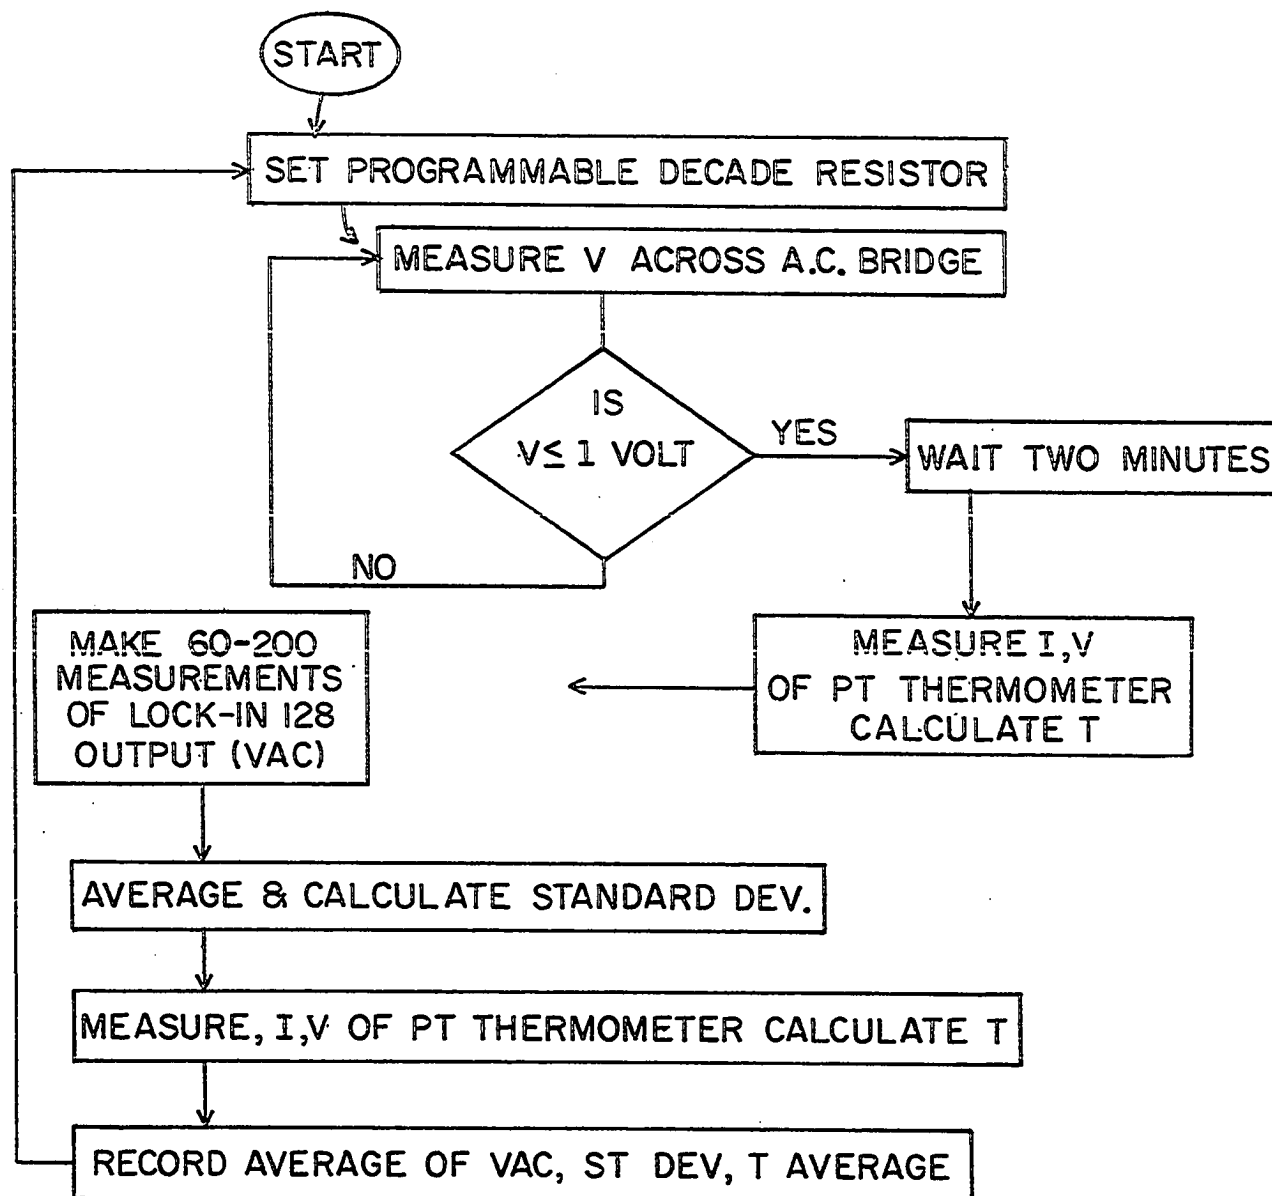 START
SET PROGRAMMABLE DECADE RESISTOR
MEASURE V ACROSS A.C. BRIDGE
IS
V≤ 1 VOLT
YES
WAIT TWO MINUTES
NO
MEASURE I,V
OF PT THERMOMETER
CALCULATE T
MAKE 60-200
MEASUREMENTS
OF LOCK-IN 128
OUTPUT (VAC)
AVERAGE & CALCULATE STANDARD DEV.
MEASURE, I,V OF PT THERMOMETER CALCULATE T
RECORD AVERAGE OF VAC, ST DEV, T AVERAGE